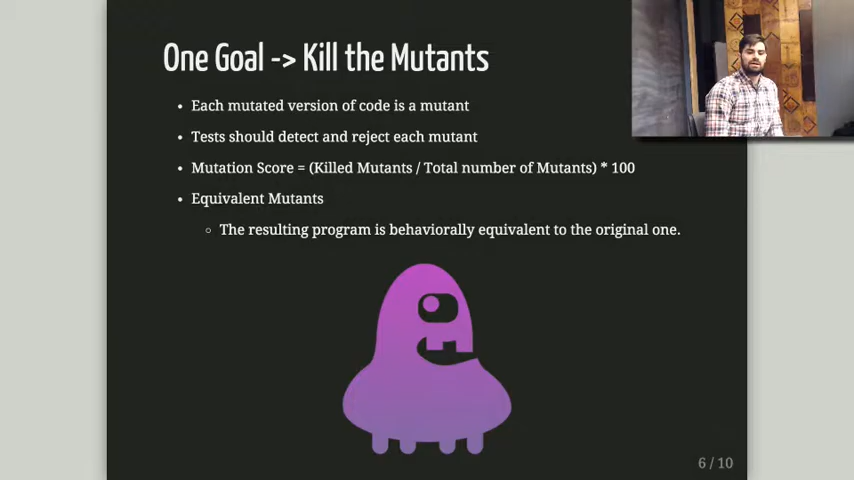 One Goal -> Kill the Mutants
Each mutated version of code is a mutant
Tests should detect and reject each mutant
Mutation Score = (Killed Mutants / Total number of Mutants) * 100
Equivalent Mutants
The resulting program is behaviorally equivalent to the original one.
6 / 10